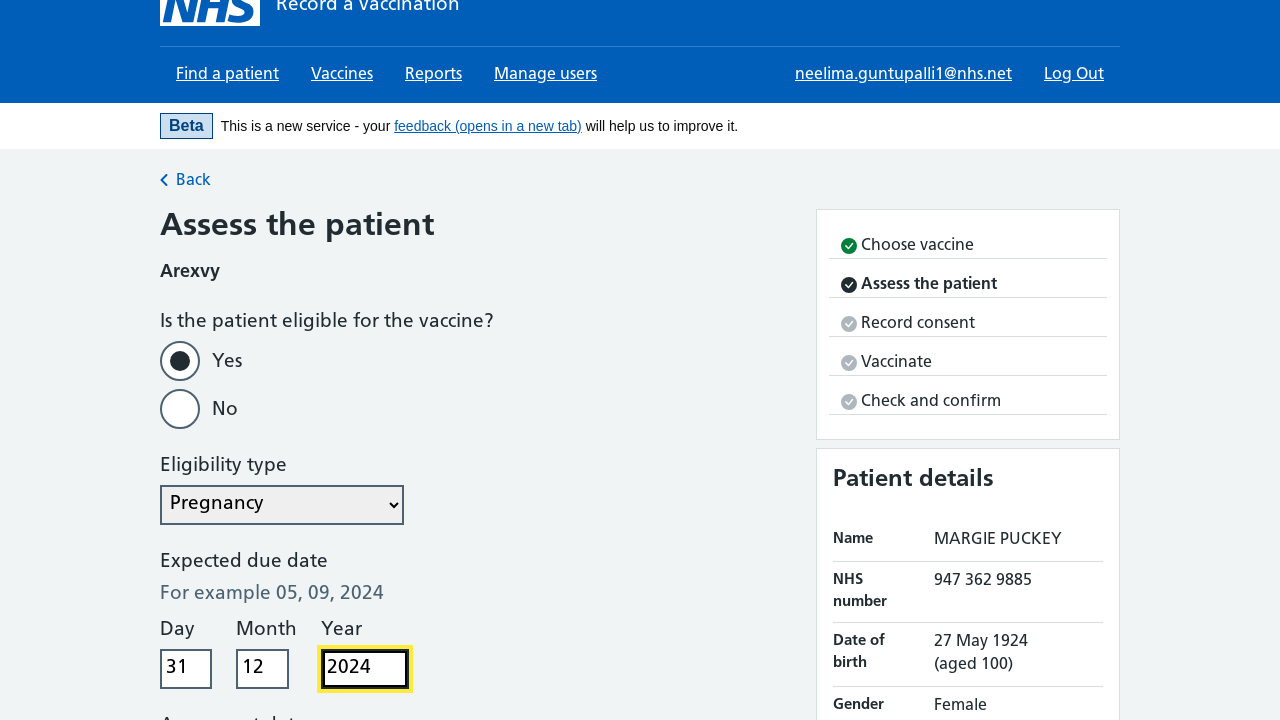 NHS Record a vaccination
Find a patient Vaccines Reports Manage users neelima.guntupalli1@nhs.net Log Out
Beta This is a new service - your feedback (opens in a new tab) will help us to improve it.
Back
Assess the patient
Arexvy
Is the patient eligible for the vaccine?
Yes
No
Eligibility type
Pregnancy
Expected due date
For example 05, 09, 2024
Day Month Year
31 12 2024
Choose vaccine
Assess the patient
Record consent
Vaccinate
Check and confirm
Patient details
Name MARGIE PUCKEY
NHS number 947 362 9885
Date of birth 27 May 1924 (aged 100)
Gender Female